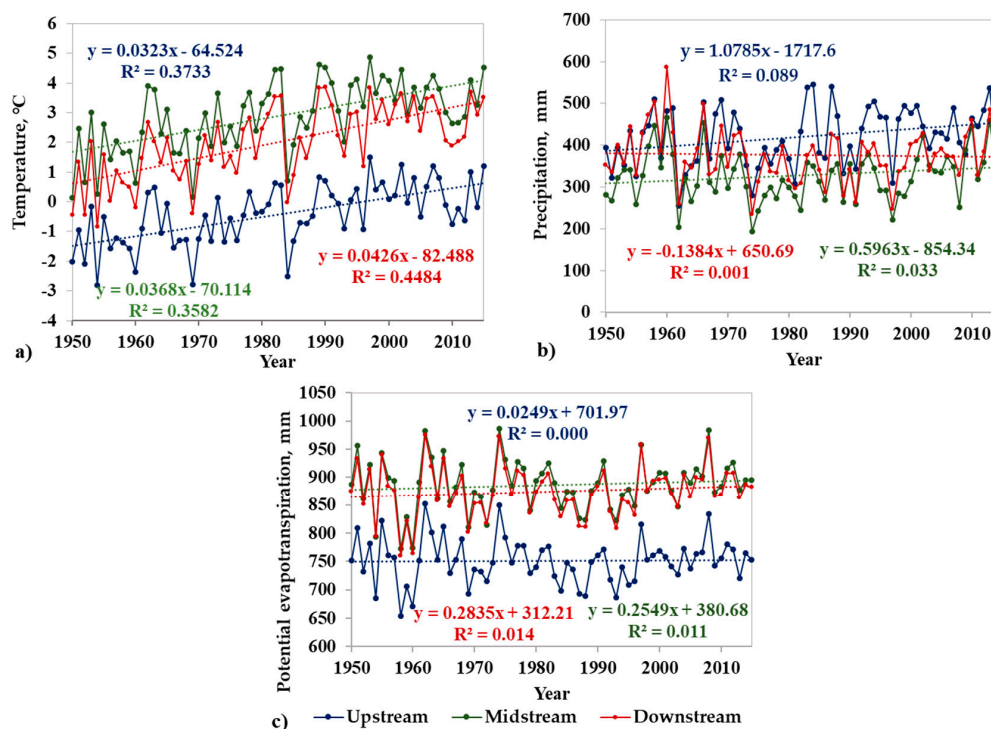 6
5
4
3
2
1
0
-1
-2
-3
-4
Temperature, °C
y = 0.0323x - 64.524
R² = 0.3733
y = 0.0426x - 82.488
R² = 0.4484
y = 0.0368x - 70.114
R² = 0.3582
1950 1960 1970 1980 1990 2000 2010
Year
a)
700
600
500
400
300
200
100
0
Precipitation, mm
y = 1.0785x - 1717.6
R² = 0.089
y = -0.1384x + 650.69
R² = 0.001
y = 0.5963x - 854.34
R² = 0.033
1950 1960 1970 1980 1990 2000 2010
Year
b)
1050
1000
950
900
850
800
750
700
650
600
Potential evapotranspiration, mm
y = 0.0249x + 701.97
R² = 0.000
y = 0.2835x + 312.21
R² = 0.014
y = 0.2549x + 380.68
R² = 0.011
1950 1960 1970 1980 1990 2000 2010
Year
c)
Upstream Midstream Downstream